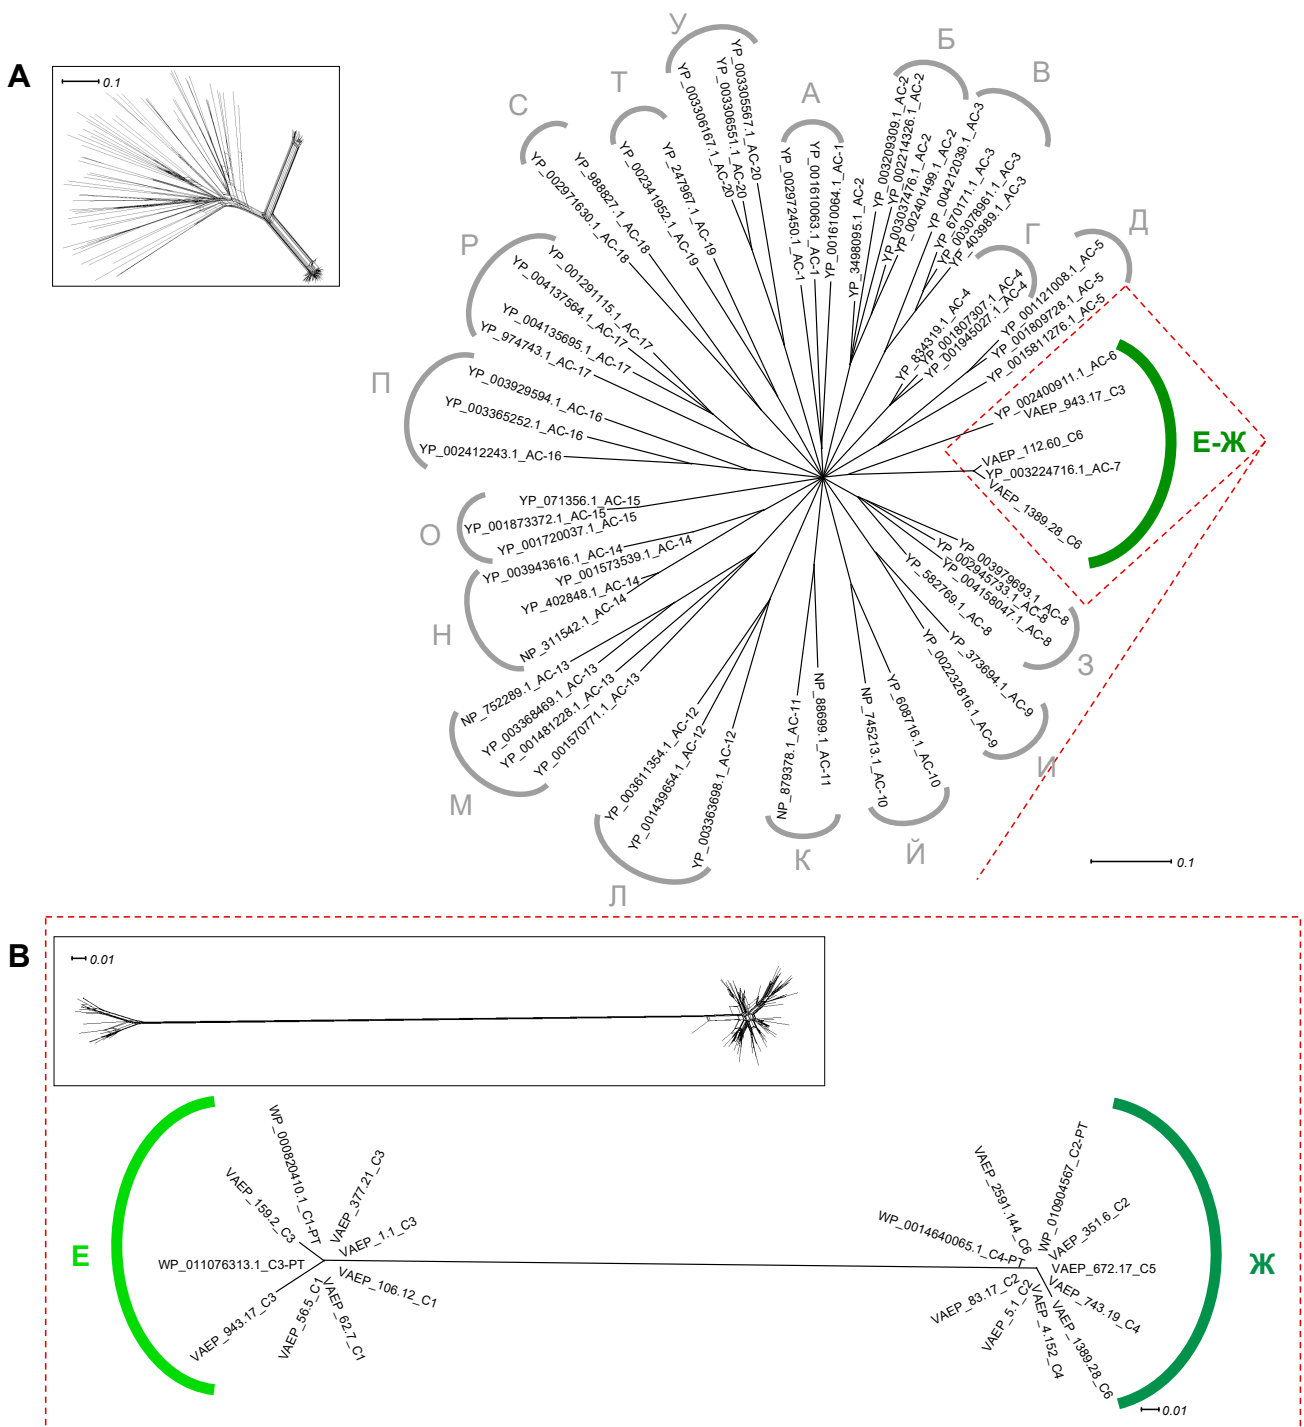 A
0.1
У
Б
В
Т
С
А
YP_003305567.1_AC-20
YP_003306551.1_AC-20
YP_003306167.1_AC-20
YP_247967.1_AC-19
YP_002341952.1_AC-19
YP_988827.1_AC-18
YP_002971630.1_AC-18
YP_002972450.1_AC-1
YP_001610063.1_AC-1
YP_001610064.1_AC-1
YP_3498095.1_AC-2
YP_003209309.1_AC-2
YP_002214326.1_AC-2
YP_003037476.1_AC-2
YP_002401499.1_AC-2
YP_004212039.1_AC-3
YP_670171.1_AC-3
YP_003078961.1_AC-3
YP_403989.1_AC-3
Г
YP_834319.1_AC-4
YP_001807307.1_AC-4
YP_001945027.1_AC-4
Д
YP_001121008.1_AC-5
YP_001809728.1_AC-5
YP_0015811276.1_AC-5
Р
YP_001291115.1_AC-17
YP_004137564.1_AC-17
YP_004135695.1_AC-17
YP_974743.1_AC-17
П
YP_003929594.1_AC-16
YP_003365252.1_AC-16
YP_002412243.1_AC-16
YP_002400911.1_AC-6
VAEP_943.17_C3
Е-Ж
VAEP_112.60_C6
YP_003224716.1_AC-7
VAEP_1389.28_C6
О
YP_071356.1_AC-15
YP_001873372.1_AC-15
YP_001720037.1_AC-15
Н
YP_003943616.1_AC-14
YP_001573539.1_AC-14
YP_402848.1_AC-14
NP_311542.1_AC-14
YP_003979693.1_AC-8
YP_002945733.1_AC-8
YP_004158047.1_AC-8
YP_582769.1_AC-8
З
YP_373694.1_AC-9
YP_002232816.1_AC-9
И
NP_752289.1_AC-13
YP_003368469.1_AC-13
YP_001481228.1_AC-13
YP_001570771.1_AC-13
М
YP_003611354.1_AC-12
YP_001439654.1_AC-12
YP_003363698.1_AC-12
Л
NP_879378.1_AC-11
NP_88699.1_AC-11
К
NP_745213.1_AC-10
YP_608716.1_AC-10
Й
0.1
B
0.01
WP_000820410.1_C1-PT
VAEP_377.21_C3
VAEP_159.2_C3
VAEP_1.1_C3
Е
WP_011076313.1_C3-PT
VAEP_106.12_C1
VAEP_943.17_C3
VAEP_56.5_C1
VAEP_62.7_C1
VAEP_2591.144_C6
WP_010904567_C2-PT
VAEP_351.6_C2
WP_0014640065.1_C4-PT
VAEP_672.17_C5
Ж
VAEP_83.17_C2
VAEP_5.1_C2
VAEP_743.19_C4
VAEP_4.152_C4
VAEP_1389.28_C6
0.01